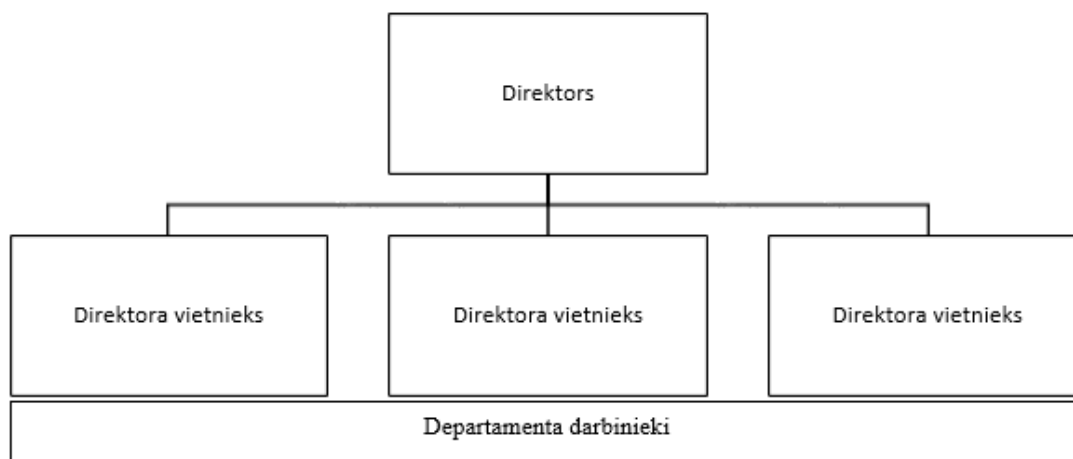 Direktors
Direktora vietnieks
Direktora vietnieks
Direktora vietnieks
Departamenta darbinieki